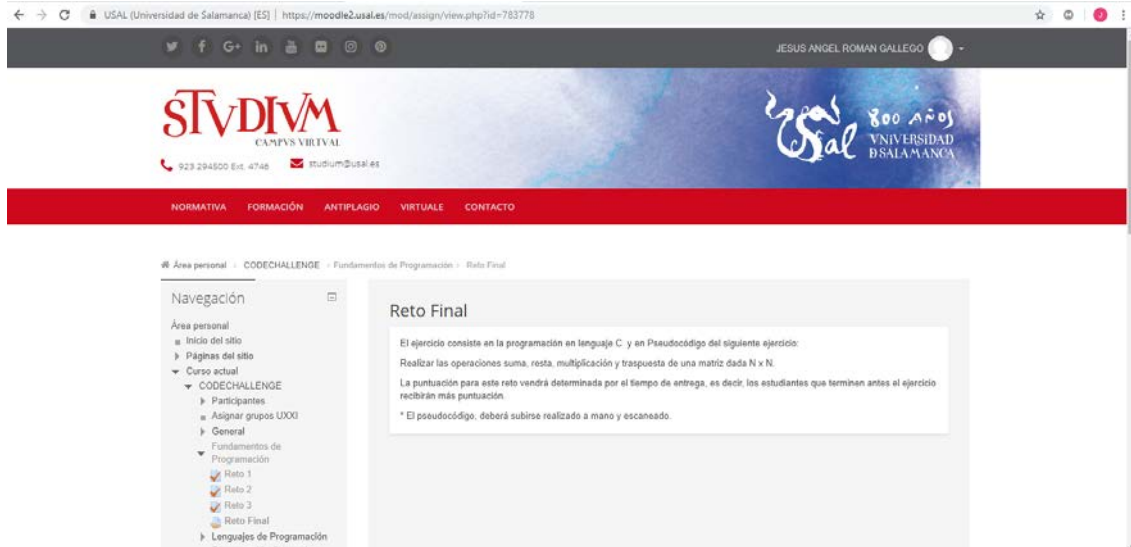 USAL (Universidad de Salamanca) [ES] | https://moodle2.usal.es/mod/assign/view.php?id=783778
JESUS ANGEL ROMAN GALLEGO
STVDIVM
CAMPVS VIRTVAL
923 294500 Ext. 4746 studium@usal.es
Usal
800 AÑOS
VNiVERSiDAD
D SALAMANCA
NORMATIVA FORMACIÓN ANTIPLAGIO VIRTUALE CONTACTO
Área personal CODECHALLENGE Fundamentos de Programación Reto Final
Navegación
Área personal
Inicio del sitio
Páginas del sitio
Curso actual
CODECHALLENGE
Participantes
Asignar grupos UXXI
General
Fundamentos de
Programación
Reto 1
Reto 2
Reto 3
Reto Final
Lenguajes de Programación
Reto Final
El ejercicio consiste en la programación en lenguaje C y en Pseudocódigo del siguiente ejercicio:
Realizar las operaciones suma, resta, multiplicación y traspuesta de una matriz dada N x N.
La puntuación para este reto vendrá determinada por el tiempo de entrega, es decir, los estudiantes que terminen antes el ejercicio
recibirán más puntuación.
* El pseudocódigo, deberá subirse realizado a mano y escaneado.